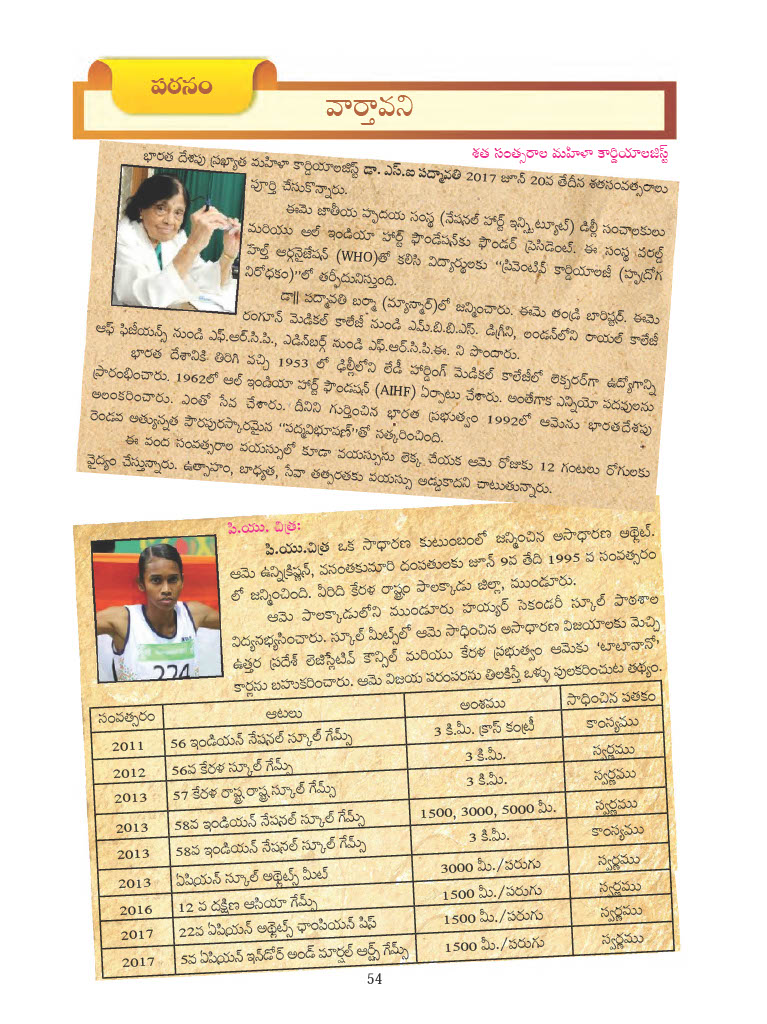 పఠనం
వార్తావని
శత సంత్సరాల మహిళా కార్డియాలజిస్ట్
భారత దేశపు ప్రఖ్యాత మహిళా కార్డియాలజిస్ట్ డా. ఎస్.ఐ పద్మావతి 2017 జూన్ 20వ తేదీన శతసంవత్సరాలు
పూర్తి చేసుకొన్నారు.
ఈమె జాతీయ హృదయ సంస్థ (నేషనల్ హార్ట్ ఇన్స్టిట్యూట్) డిల్లీ సంచాలకులు
మరియు ఆల్ ఇండియా హార్ట్ ఫౌండేషన్‌కు ఫౌండర్ ప్రెసిడెంట్. ఈ సంస్థ వరల్డ్
హెల్త్ ఆర్గనైజేషన్ (WHO)తో కలిసి విద్యార్థులకు "ప్రివెంటివ్ కార్డియాలజీ (హృద్రోగ
నిరోధకం)"లో తర్ఫీదునిస్తుంది.
డా|| పద్మావతి బర్మా (మ్యాన్మార్)లో జన్మించారు. ఈమె తండ్రి బారిష్టర్. ఈమె
రంగూన్ మెడికల్ కాలేజీ నుండి ఎమ్.బి.బి.ఎస్. డిగ్రీని, లండన్‌లోని రాయల్ కాలేజీ
ఆఫ్ ఫిజీయన్స్ నుండి ఎఫ్.ఆర్.సి.పి., ఎడిన్‌బర్గ్ నుండి ఎఫ్.ఆర్.సి.పి.ఈ. ని పొందారు.
భారత దేశానికి తిరిగి వచ్చి 1953 లో ఢిల్లీలోని లేడీ హార్డింగ్ మెడికల్ కాలేజీలో లెక్చరర్‌గా ఉద్యోగాన్ని
ప్రారంభించారు. 1962లో ఆల్ ఇండియా హార్ట్ ఫౌండషన్ (AIHF) ఏర్పాటు చేశారు. అంతేగాక ఎన్నియో పదవులను
అలంకరించారు. ఎంతో సేవ చేశారు. దీనిని గుర్తించిన భారత ప్రభుత్వం 1992లో ఆమెను భారతదేశపు
రెండవ అత్యున్నత పౌరపురస్కారమైన "పద్మవిభూషణ్"తో సత్కరించింది.
ఈ వంద సంవత్సరాల వయస్సులో కూడా వయస్సును లెక్క చేయక ఆమె రోజుకు 12 గంటలు రోగులకు
వైద్యం చేస్తున్నారు. ఉత్సాహం, బాధ్యత, సేవా తత్పరతకు వయస్సు అడ్డుకాదని చాటుతున్నారు.
పి.యు. చిత్ర:
పి.యు.చిత్ర ఒక సాధారణ కుటుంబంలో జన్మించిన అసాధారణ అథ్లెట్.
ఆమె ఉన్నిక్రిష్ణన్, వసంతకుమారి దంపతులకు జూన్ 9వ తేది 1995 వ సంవత్సరం
లో జన్మించింది. వీరిది కేరళ రాష్ట్రం పాలక్కాడు జిల్లా, ముండూరు.
ఆమె పాలక్కాడులోని ముండూరు హయ్యర్ సెకండరీ స్కూల్ పాఠశాల
విద్యనభ్యసించారు. స్కూల్ మీట్స్‌లో ఆమె సాధించిన అసాధారణ విజయాలకు మెచ్చి
ఉత్తర ప్రదేశ్ లెజిస్లేటివ్ కౌన్సిల్ మరియు కేరళ ప్రభుత్వం ఆమెకు 'టాటానానో'
కార్లను బహుకరించారు. ఆమె విజయ పరంపరను తిలకిస్తే ఒళ్ళు పులకరించుట తథ్యం.
224
సంవత్సరం ఆటలు అంశము సాధించిన పతకం
2011 56 ఇండియన్ నేషనల్ స్కూల్ గేమ్స్ 3 కి.మీ. క్రాస్ కంట్రీ కాంస్యము
2012 56వ కేరళ స్కూల్ గేమ్స్ 3 కి.మీ. స్వర్ణము
2013 57 కేరళ రాష్ట్ర రాష్ట్ర స్కూల్ గేమ్స్ 3 కి.మీ. స్వర్ణము
2013 58వ ఇండియన్ నేషనల్ స్కూల్ గేమ్స్ 1500, 3000, 5000 మీ. స్వర్ణము
2013 58వ ఇండియన్ నేషనల్ స్కూల్ గేమ్స్ 3 కి.మీ. కాంస్యము
2013 ఏషియన్ స్కూల్ అథ్లెట్స్ మీట్ 3000 మీ./పరుగు స్వర్ణము
2016 12 వ దక్షిణ ఆసియా గేమ్స్ 1500 మీ./పరుగు స్వర్ణము
2017 22వ ఏషియన్ అథ్లెట్స్ ఛాంపియన్ షిప్ 1500 మీ./పరుగు స్వర్ణము
2017 5వ ఏషియన్ ఇన్‌డోర్ అండ్ మార్షల్ ఆర్ట్స్ గేమ్స్ 1500 మీ./పరుగు స్వర్ణము
54